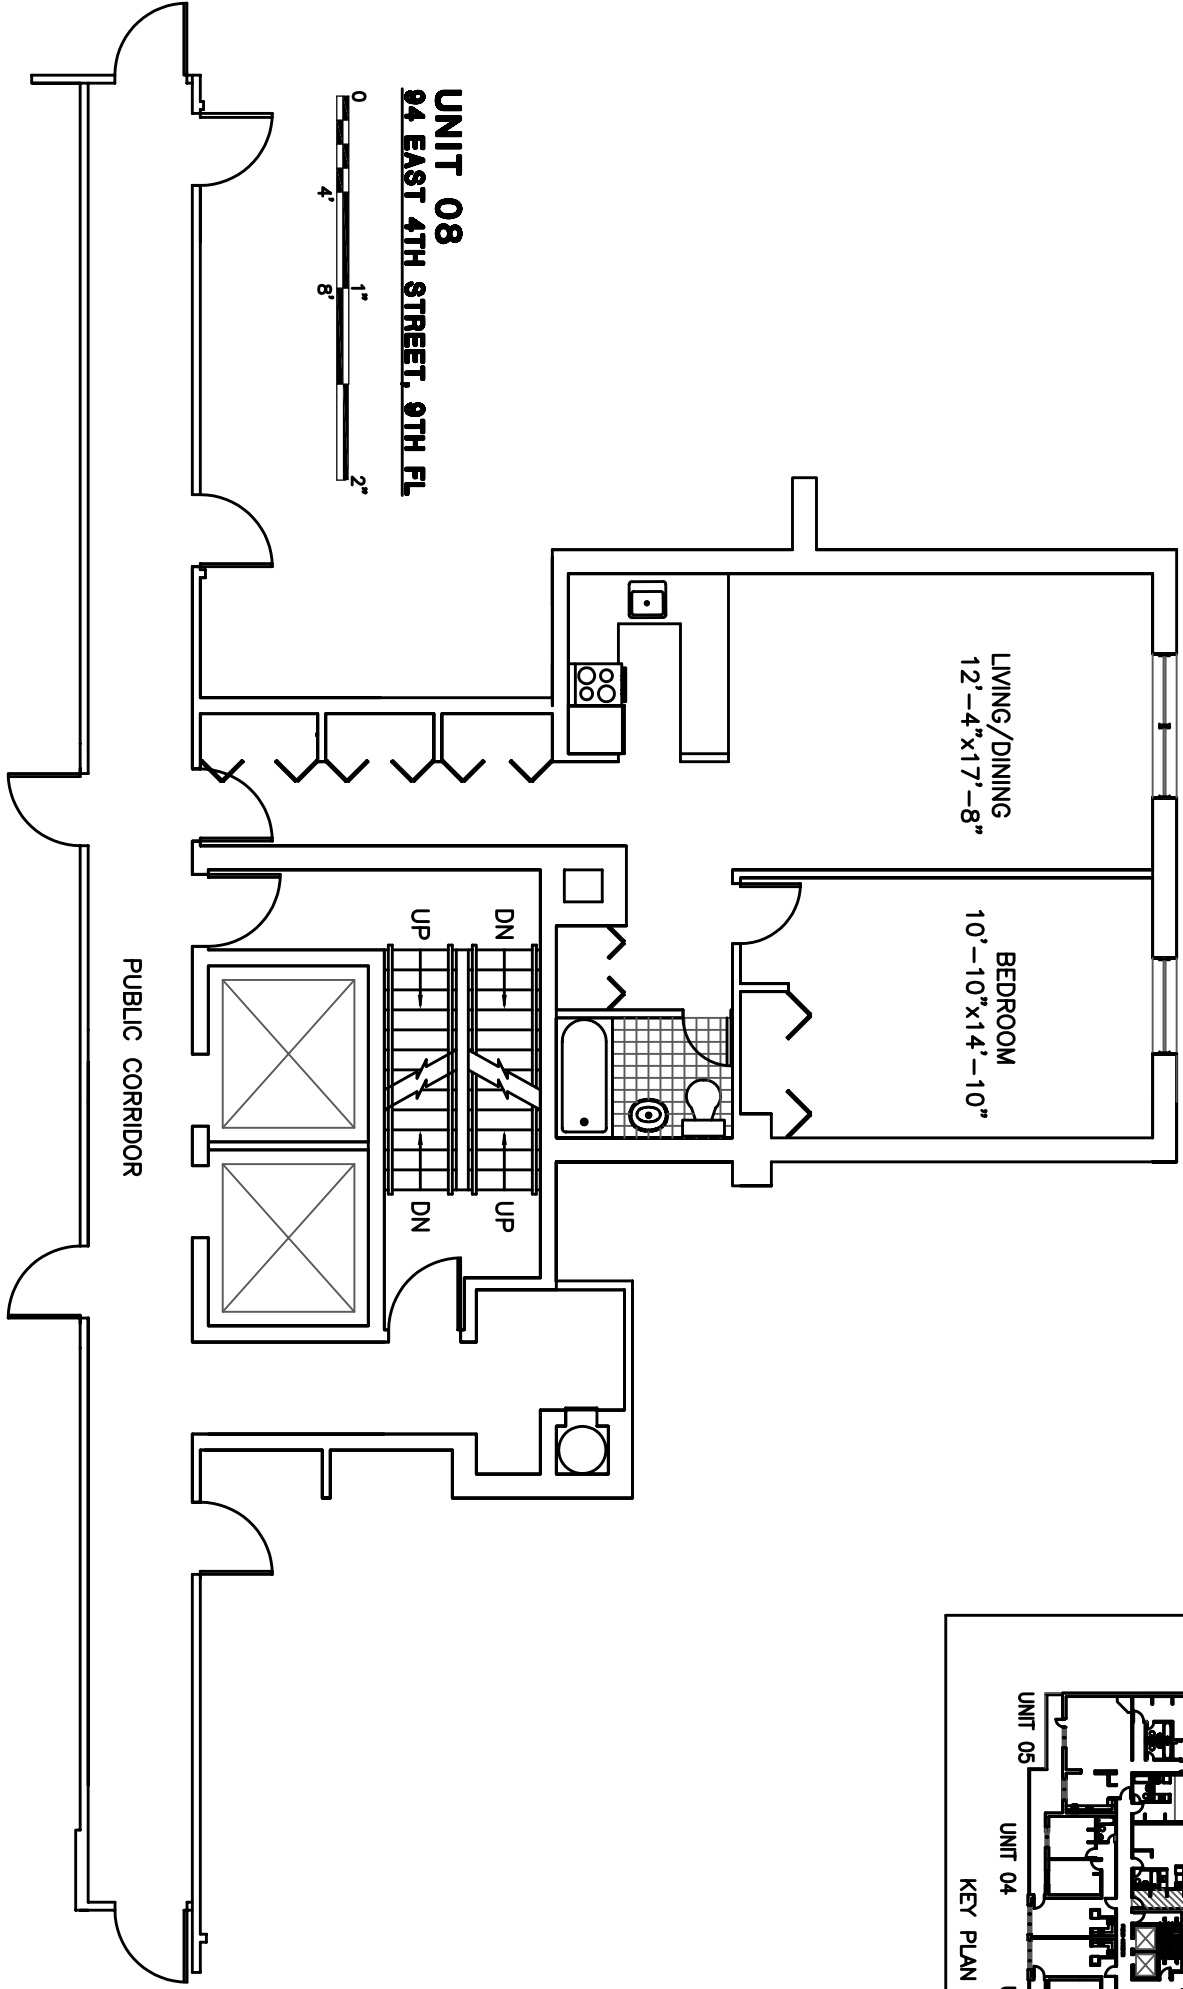 UNIT 08
94 EAST 4TH STREET, 9TH FL
0
1"
2"
4'
8'
LIVING/DINING
12'-4"x17'-8"
BEDROOM
10'-10"x14'-10"
DN
UP
UP
DN
PUBLIC CORRIDOR
UNIT 05
UNIT 04
KEY PLAN